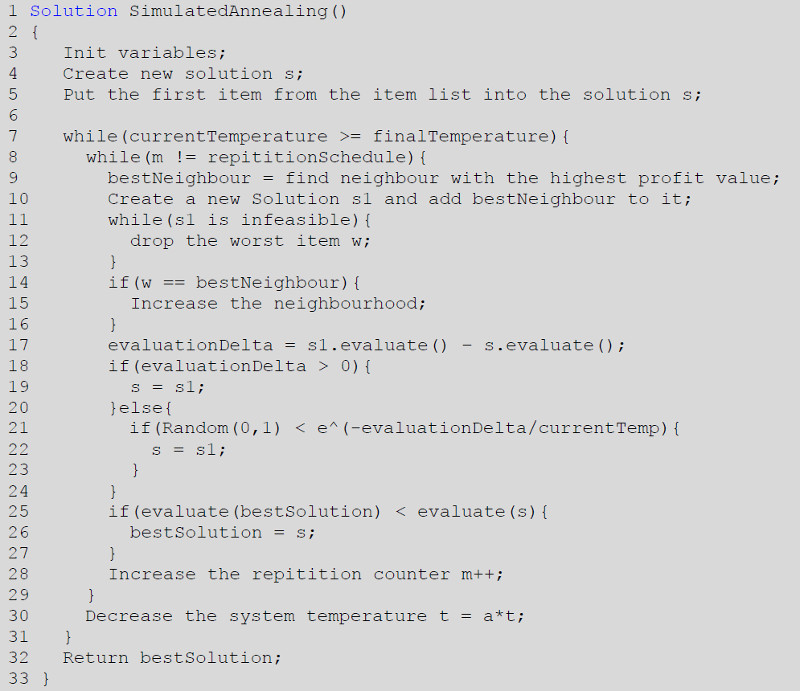 1 Solution SimulatedAnnealing()
2 {
3    Init variables;
4    Create new solution s;
5    Put the first item from the item list into the solution s;
6
7    while(currentTemperature >= finalTemperature){
8      while(m != repititionSchedule){
9        bestNeighbour = find neighbour with the highest profit value;
10       Create a new Solution s1 and add bestNeighbour to it;
11       while(s1 is infeasible){
12         drop the worst item w;
13       }
14       if(w == bestNeighbour){
15         Increase the neighbourhood;
16       }
17       evaluationDelta = s1.evaluate() - s.evaluate();
18       if(evaluationDelta > 0){
19         s = s1;
20       }else{
21         if(Random(0,1) < e^(-evaluationDelta/currentTemp){
22           s = s1;
23         }
24       }
25       if(evaluate(bestSolution) < evaluate(s){
26         bestSolution = s;
27       }
28       Increase the repitition counter m++;
29     }
30     Decrease the system temperature t = a*t;
31   }
32   Return bestSolution;
33 }